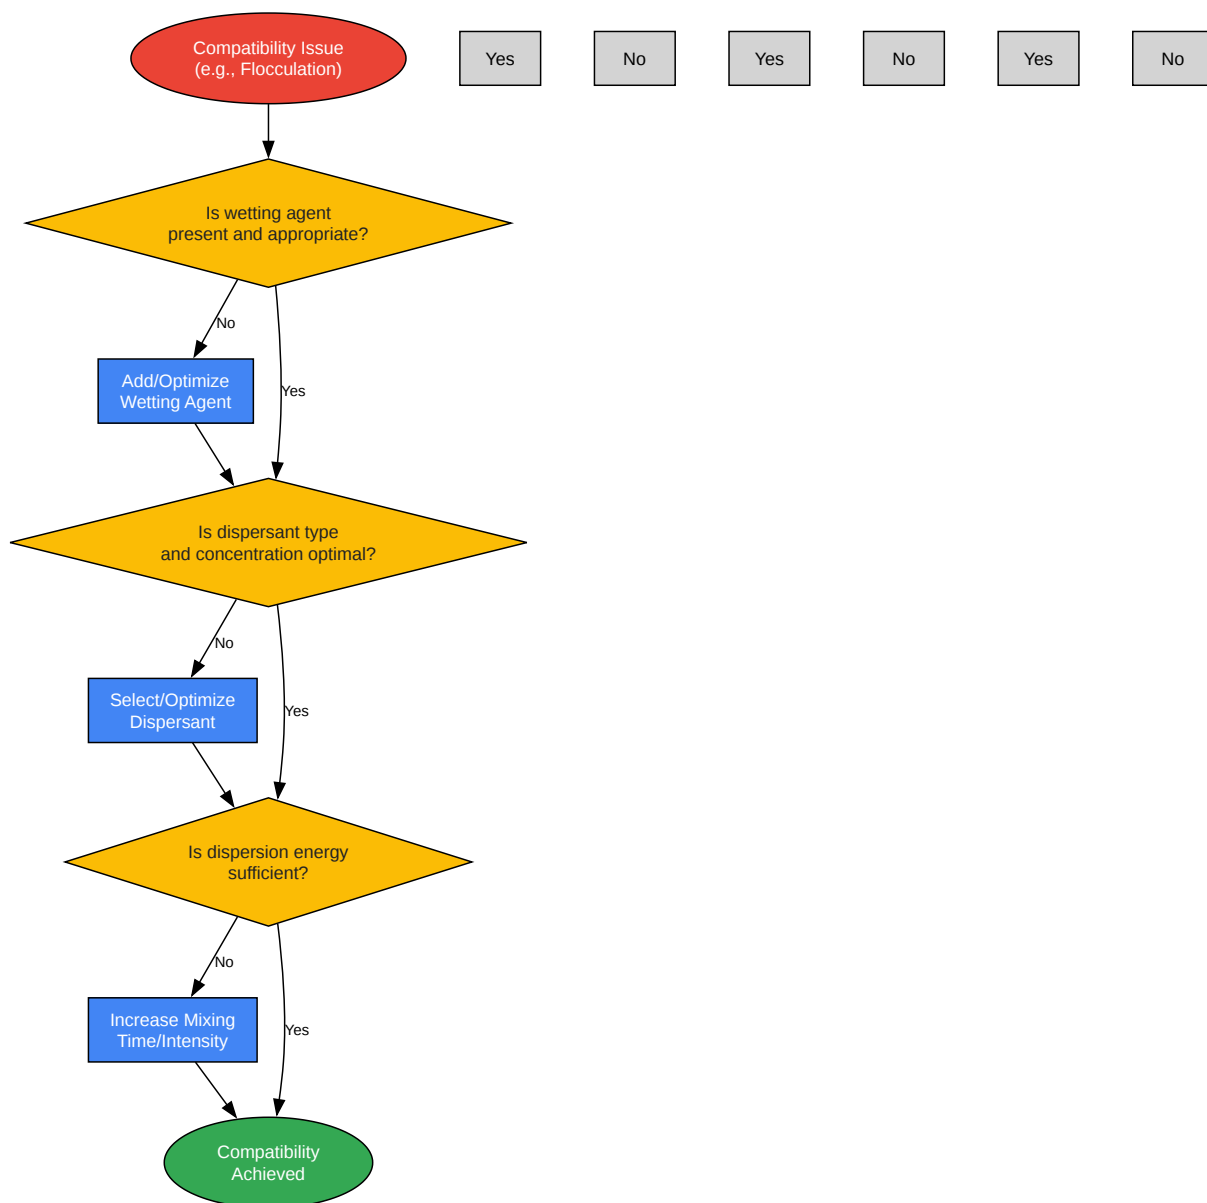 Compatibility Issue
(e.g., Flocculation)
Yes
No
Yes
No
Yes
No
Is wetting agent
present and appropriate?
No
Add/Optimize
Wetting Agent
Yes
Is dispersant type
and concentration optimal?
No
Select/Optimize
Dispersant
Yes
Is dispersion energy
sufficient?
No
Increase Mixing
Time/Intensity
Yes
Compatibility
Achieved